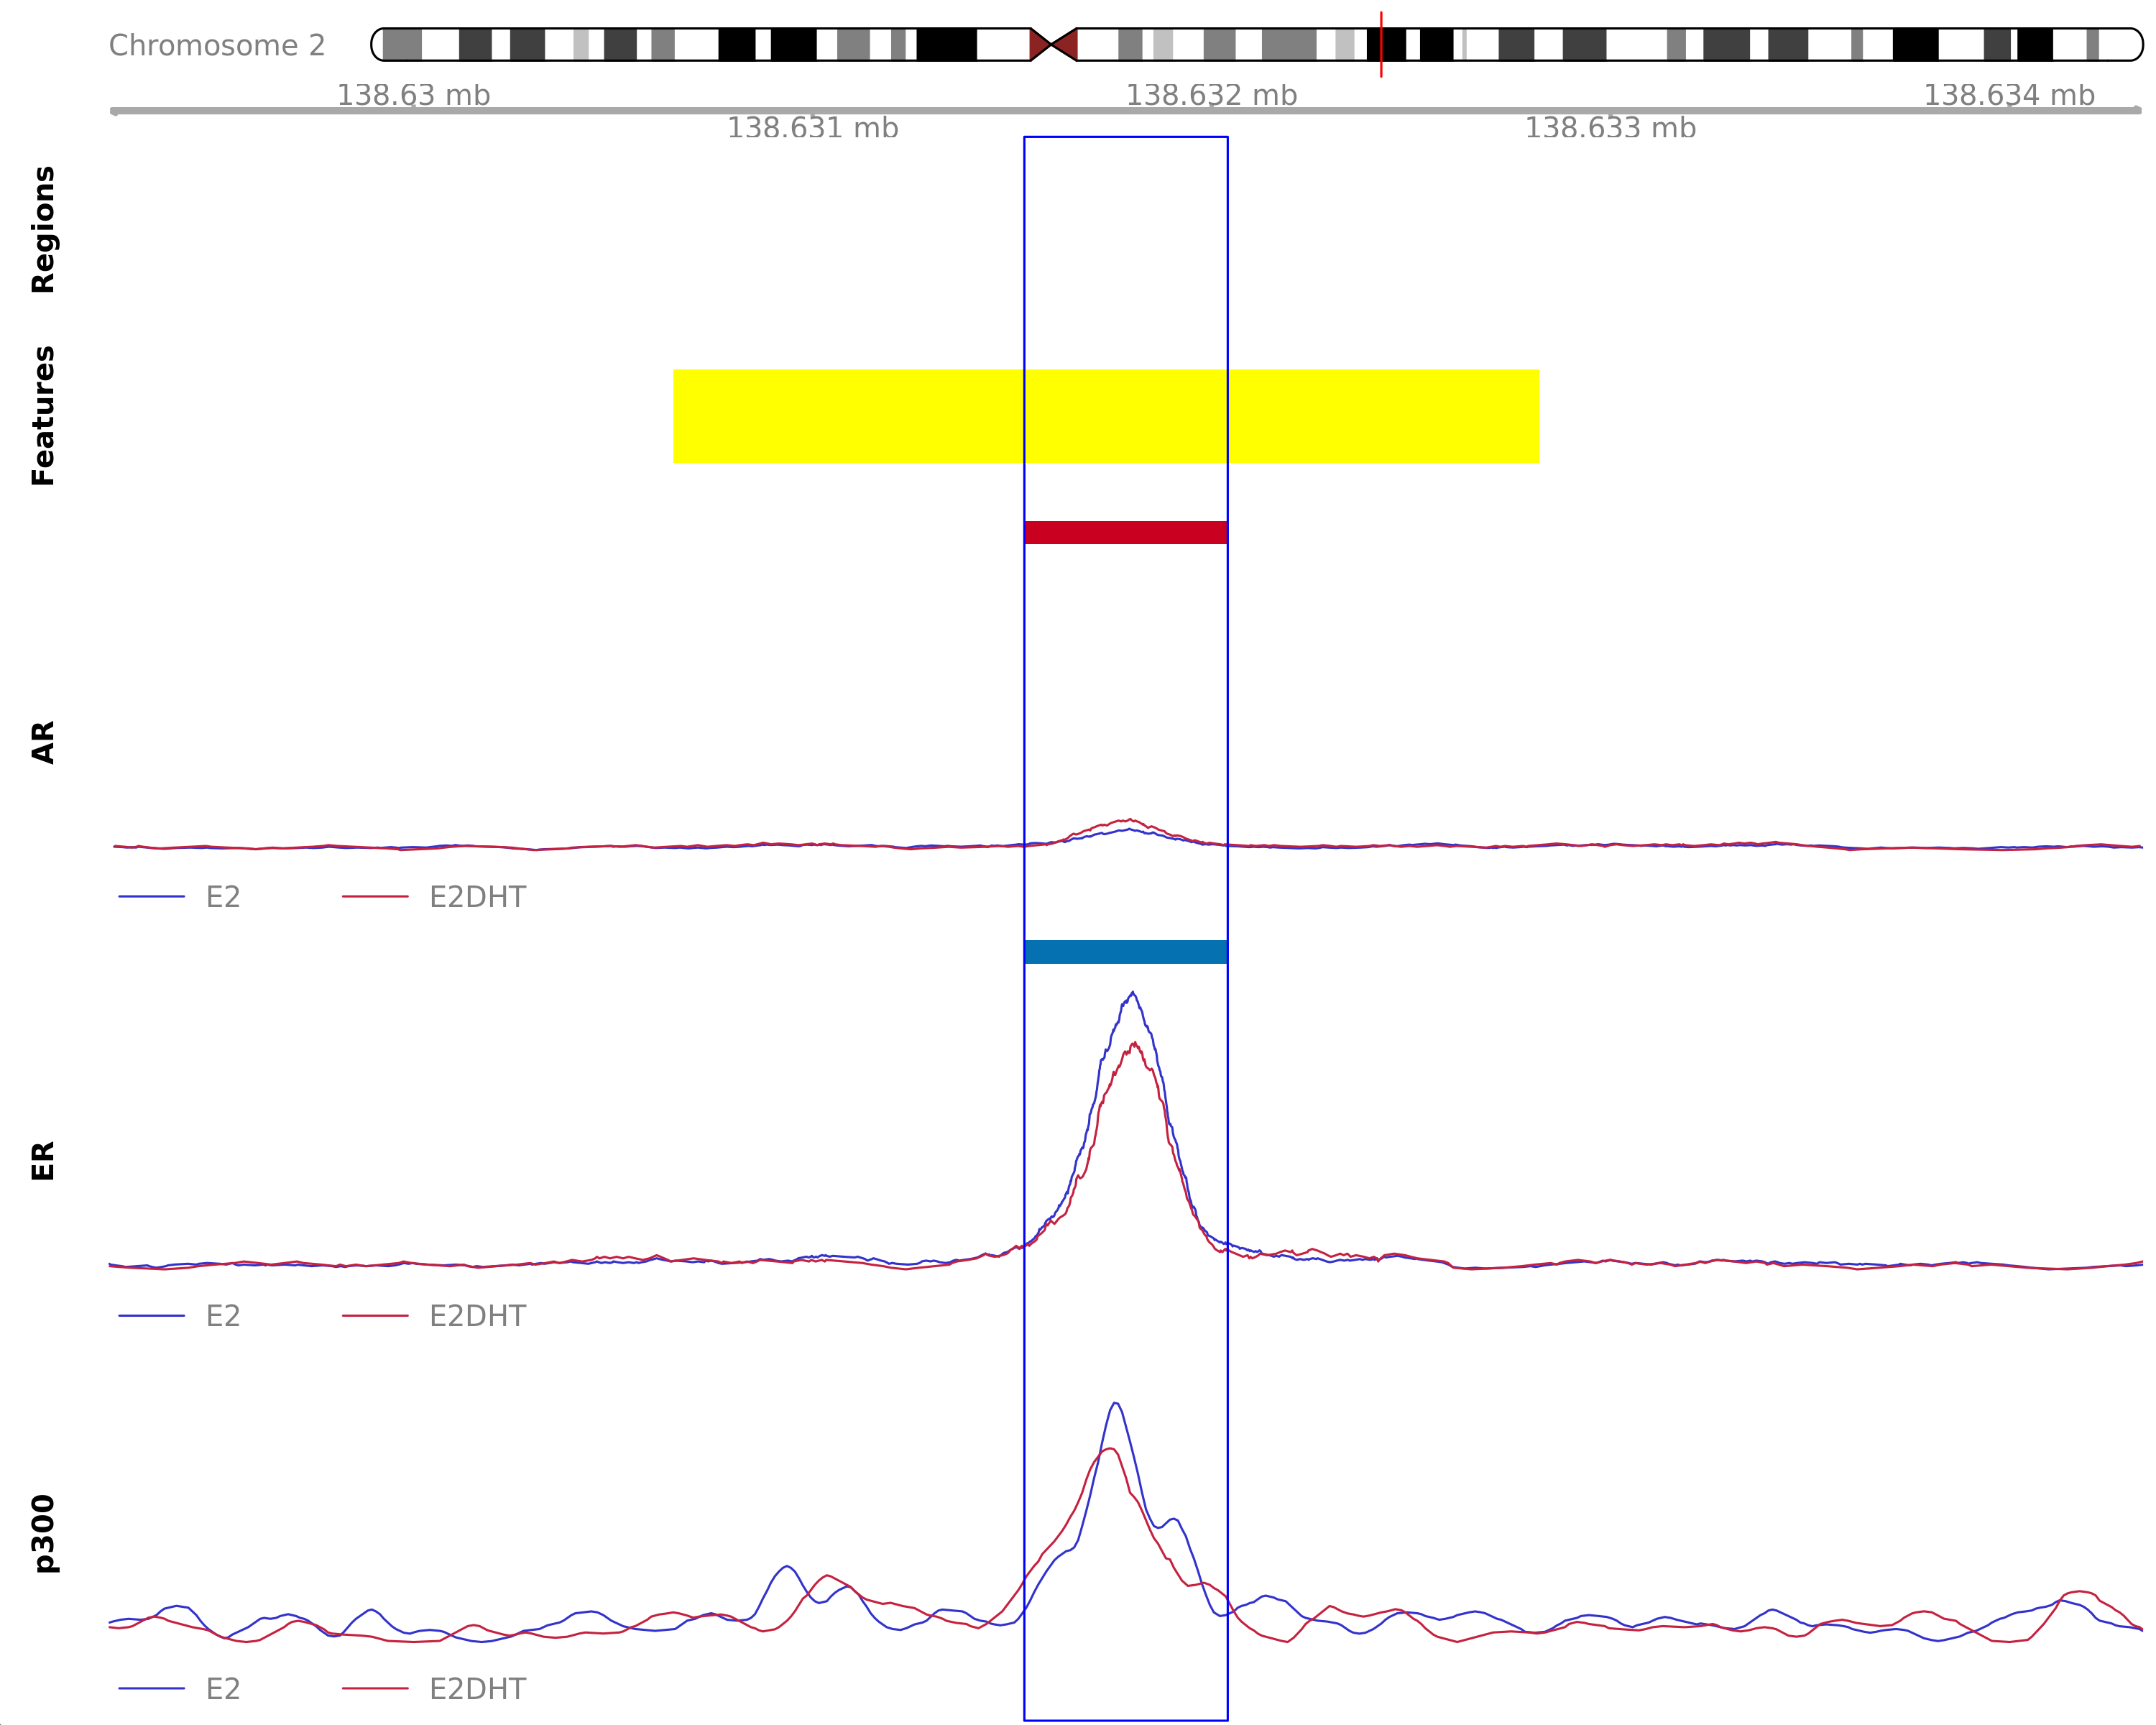 Chromosome 2
138.63 mb 138.632 mb 138.634 mb
138.631 mb 138.633 mb
Regions
Features
AR
E2 E2DHT
ER
E2 E2DHT
p300
E2 E2DHT